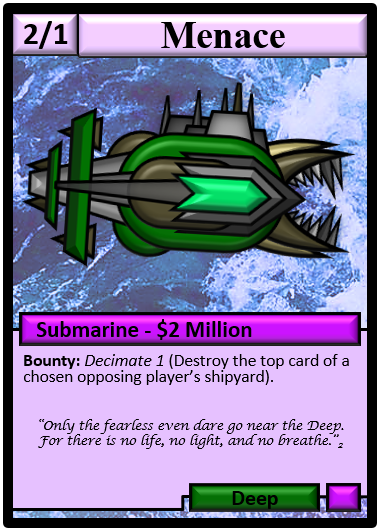 2/1 Menace
Submarine - $2 Million
Bounty: Decimate 1 (Destroy the top card of a
chosen opposing player's shipyard).
"Only the fearless even dare go near the Deep.
For there is no life, no light, and no breathe."2
Deep